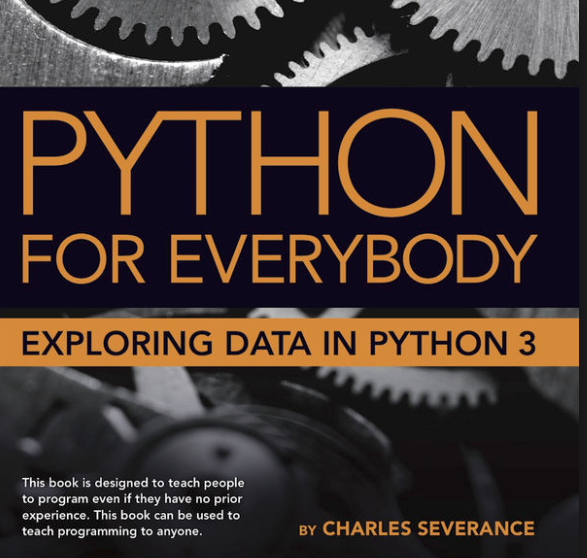 PYTHON
FOR EVERYBODY
EXPLORING DATA IN PYTHON 3
This book is designed to teach people
to program even if they have no prior
experience. This book can be used to
teach programming to anyone.
BY CHARLES SEVERANCE